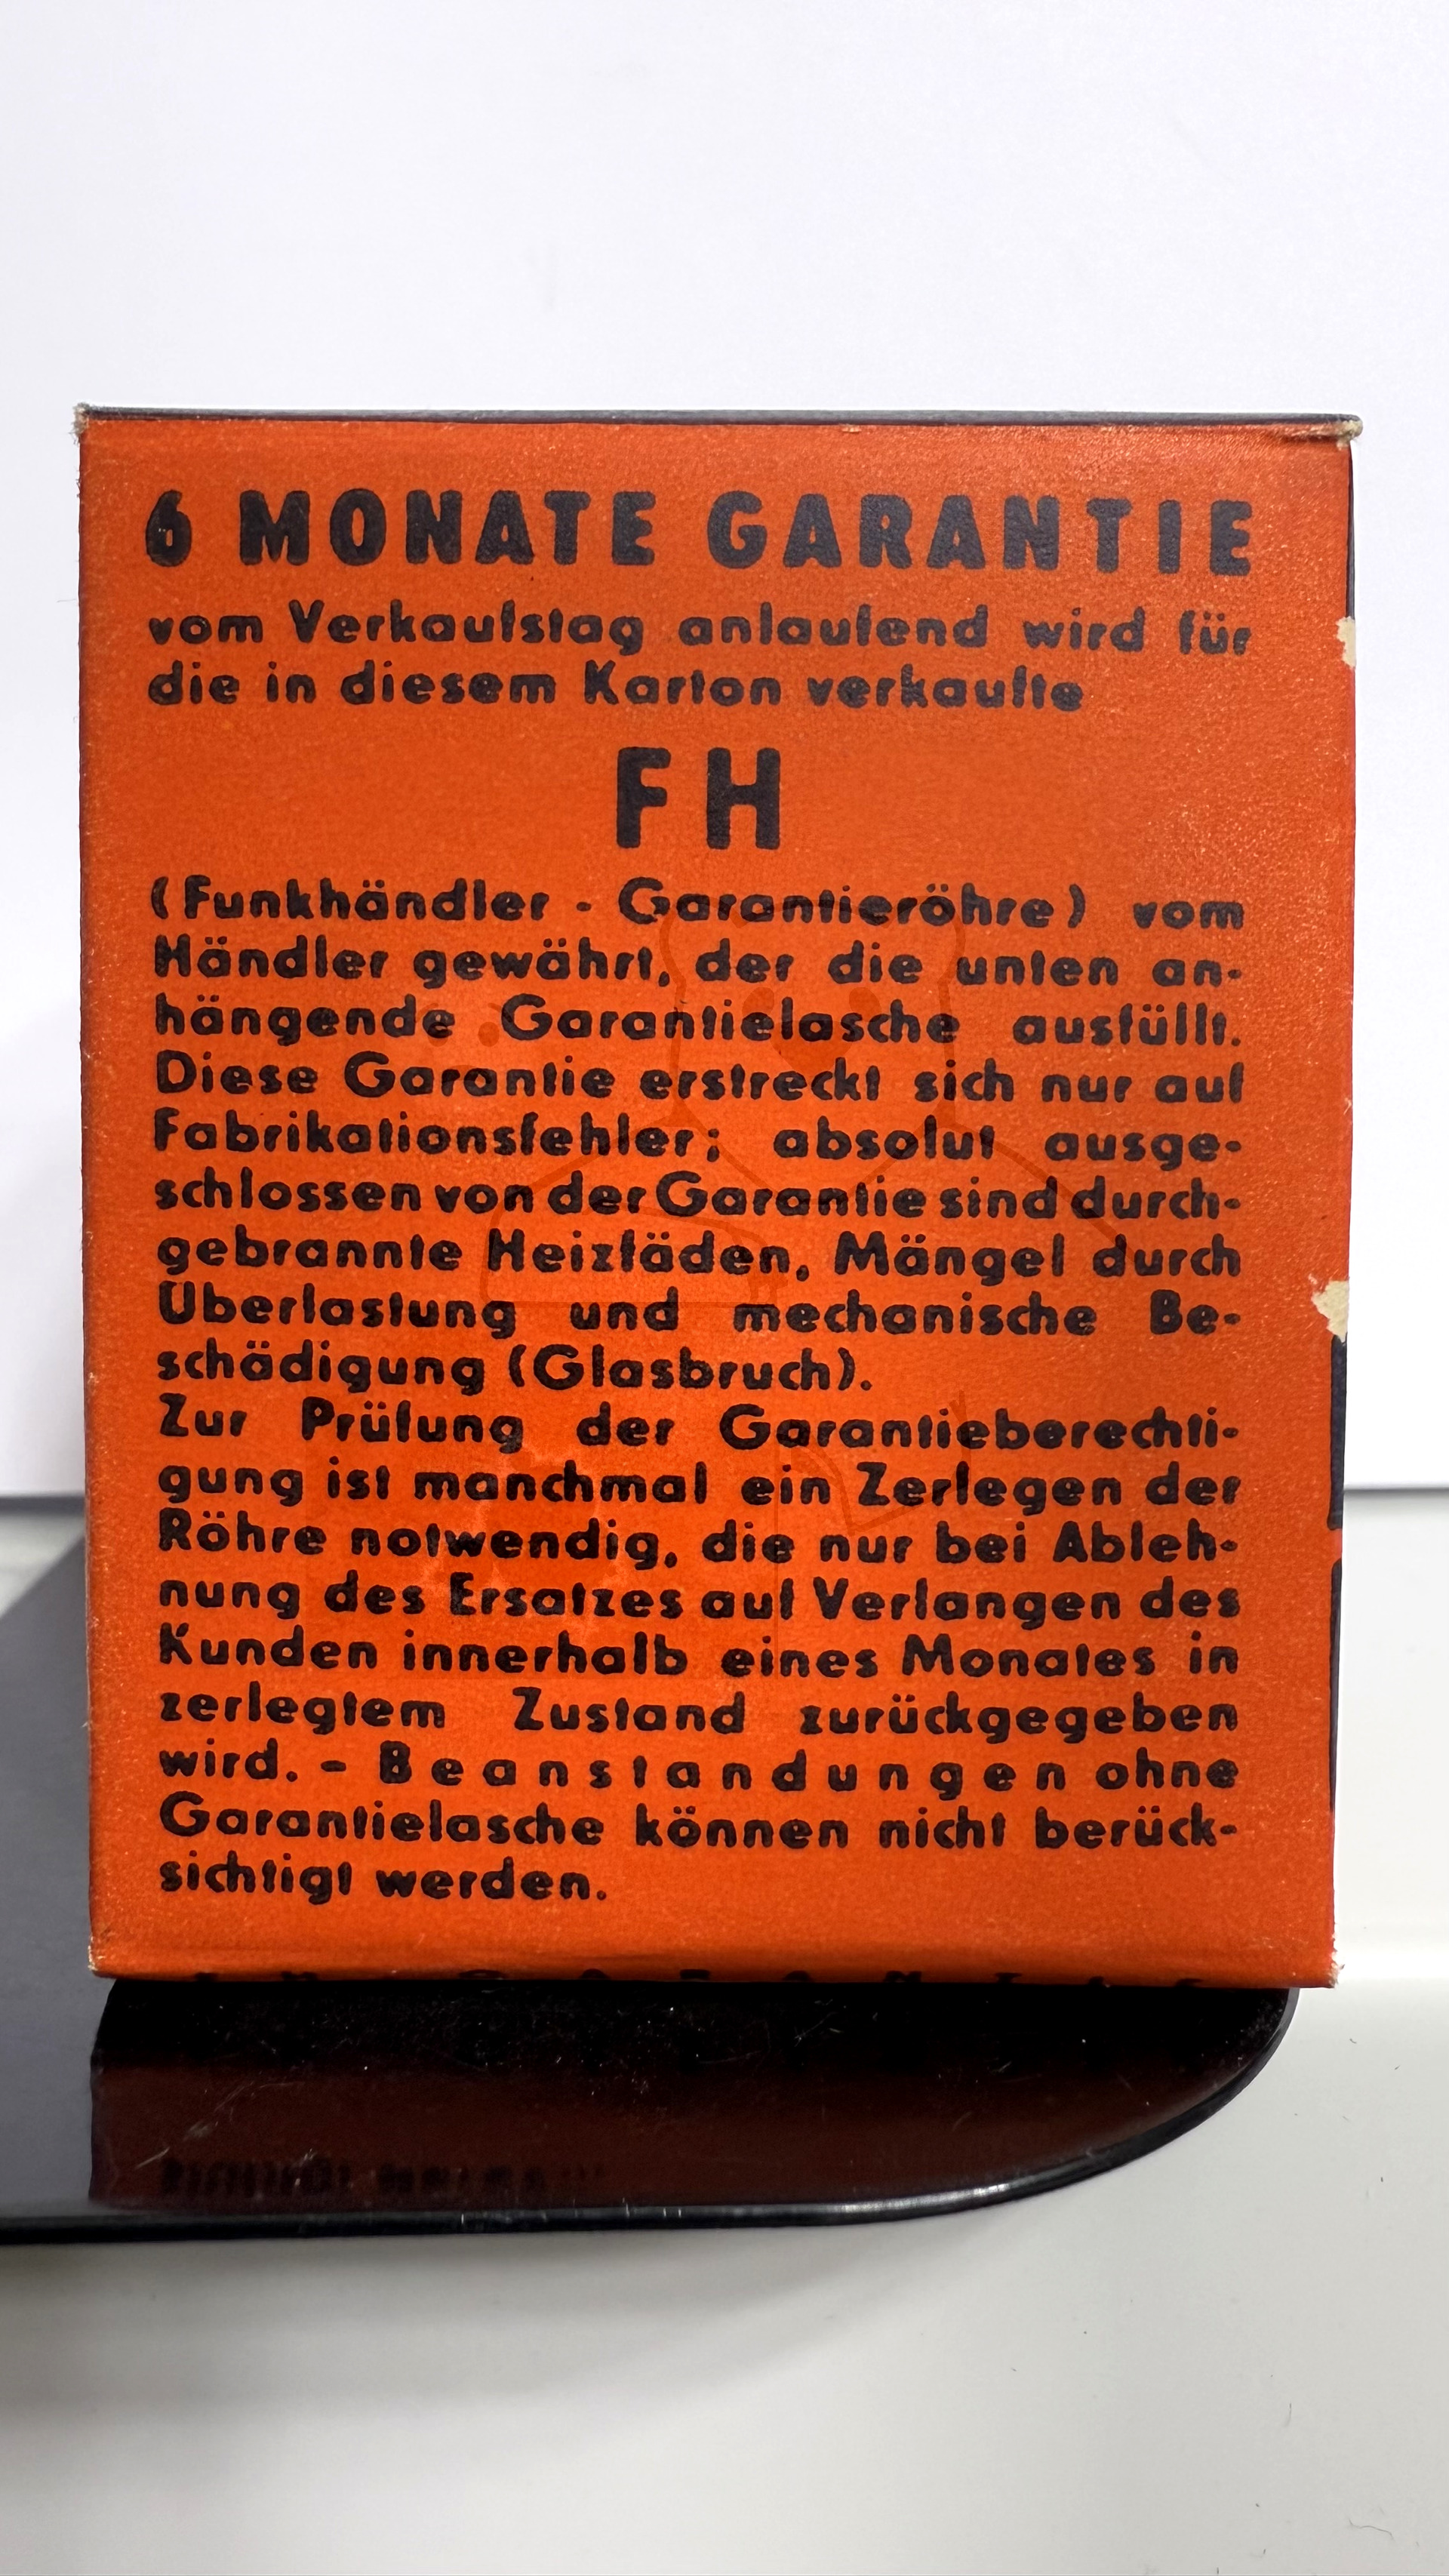 6 MONATE GARANTIE
vom Verkaufstag anlaufend wird für
die in diesem Karton verkaufte
FH
(Funkhändler - Garantieröhre) vom
Händler gewährt, der die unten an-
hängende Garantielasche ausfüllt.
Diese Garantie erstreckt sich nur auf
Fabrikationsfehler; absolut ausge-
schlossen von der Garantie sind durch-
gebrannte Heizfäden, Mängel durch
Überlastung und mechanische Be-
schädigung (Glasbruch).
Zur Prüfung der Garantieberechti-
gung ist manchmal ein Zerlegen der
Röhre notwendig, die nur bei Ableh-
nung des Ersatzes auf Verlangen des
Kunden innerhalb eines Monates in
zerlegtem Zustand zurückgegeben
wird. - Beanstandungen ohne
Garantielasche können nicht berück-
sichtigt werden.